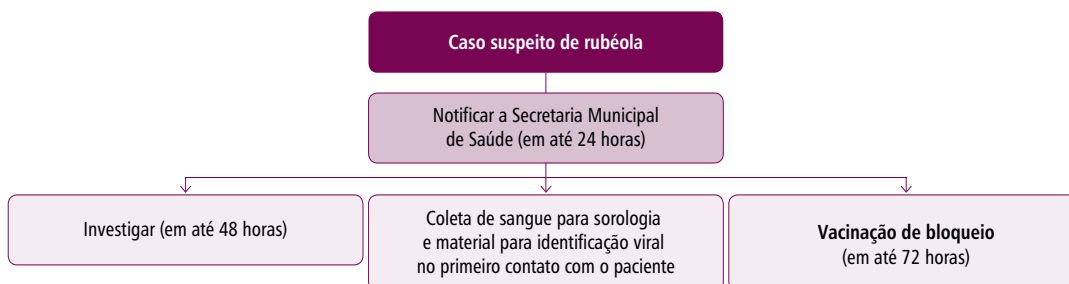 Caso suspeito de rubéola
Notificar a Secretaria Municipal
de Saúde (em até 24 horas)
Investigar (em até 48 horas)
Coleta de sangue para sorologia
e material para identificação viral
no primeiro contato com o paciente
Vacinação de bloqueio
(em até 72 horas)